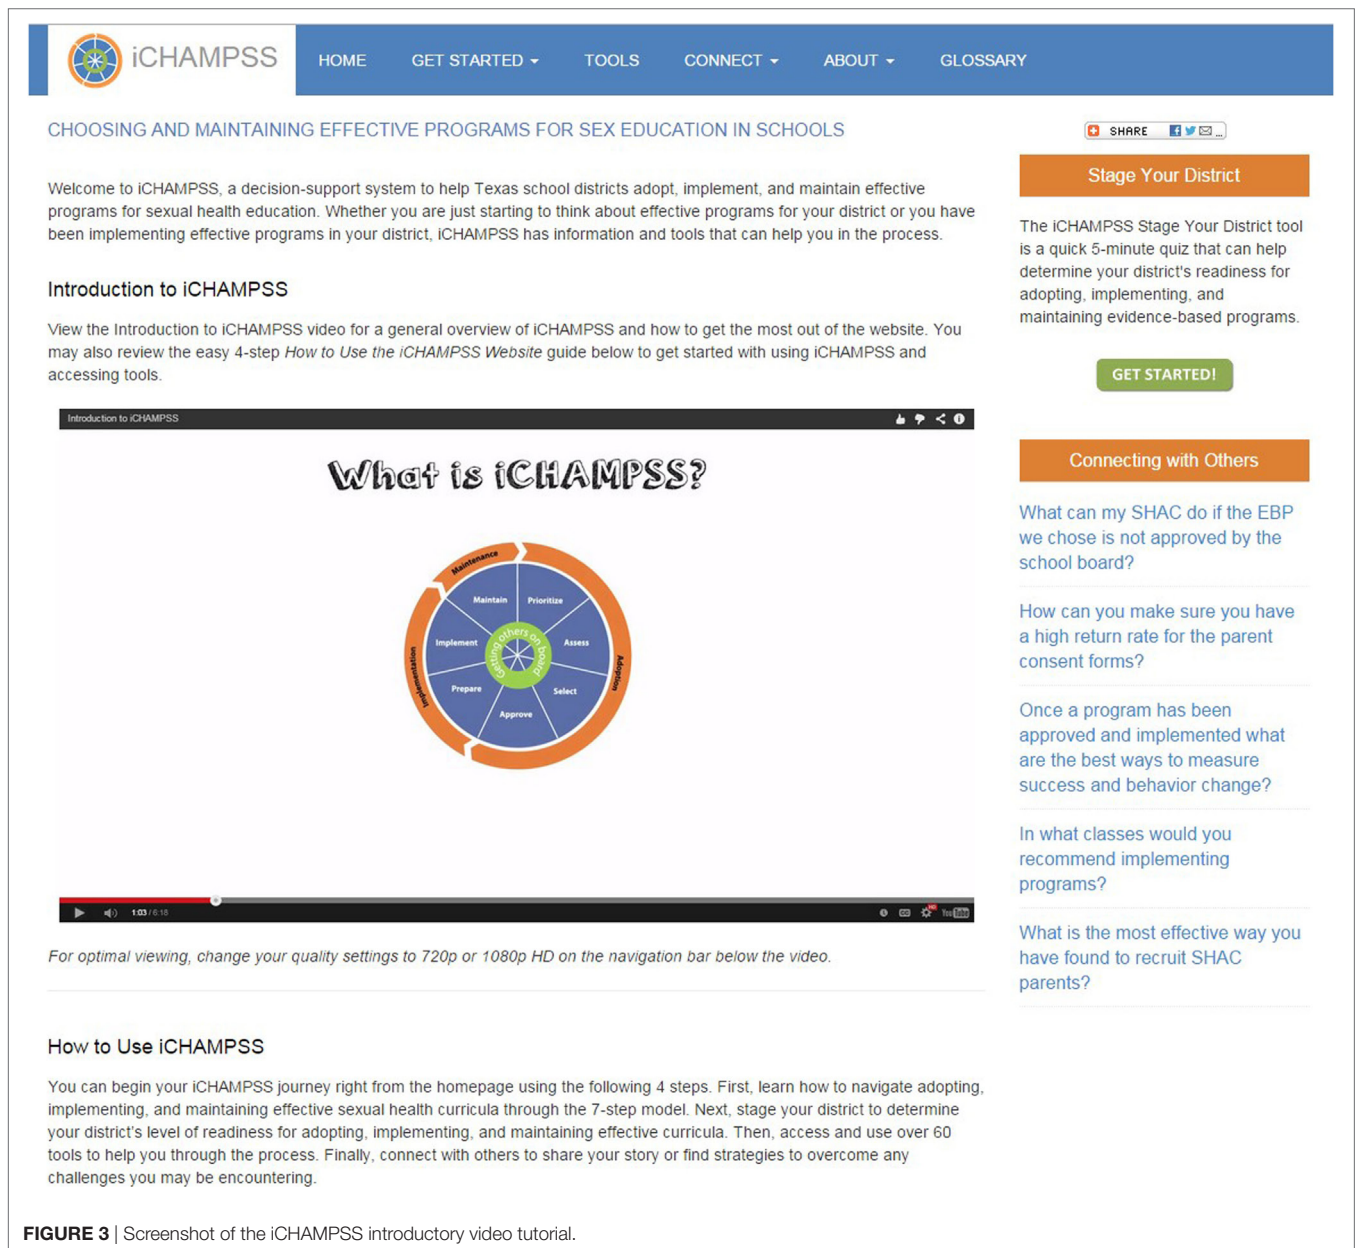 iCHAMPSS
HOME
GET STARTED
TOOLS
CONNECT
ABOUT
GLOSSARY
CHOOSING AND MAINTAINING EFFECTIVE PROGRAMS FOR SEX EDUCATION IN SCHOOLS
Welcome to iCHAMPSS, a decision-support system to help Texas school districts adopt, implement, and maintain effective
programs for sexual health education. Whether you are just starting to think about effective programs for your district or you have
been implementing effective programs in your district, iCHAMPSS has information and tools that can help you in the process.
Introduction to iCHAMPSS
View the Introduction to iCHAMPSS video for a general overview of iCHAMPSS and how to get the most out of the website. You
may also review the easy 4-step How to Use the iCHAMPSS Website guide below to get started with using iCHAMPSS and
accessing tools.
Introduction to iCHAMPSS
What is iCHAMPSS?
Maintenance
Adoption
Implementation
Maintain
Prioritize
Implement
Assess
Prepare
Select
Approve
Getting others on board
1:03 / 6:18
CC
HD
YouTube
For optimal viewing, change your quality settings to 720p or 1080p HD on the navigation bar below the video.
How to Use iCHAMPSS
You can begin your iCHAMPSS journey right from the homepage using the following 4 steps. First, learn how to navigate adopting,
implementing, and maintaining effective sexual health curricula through the 7-step model. Next, stage your district to determine
your district's level of readiness for adopting, implementing, and maintaining effective curricula. Then, access and use over 60
tools to help you through the process. Finally, connect with others to share your story or find strategies to overcome any
challenges you may be encountering.
SHARE
Stage Your District
The iCHAMPSS Stage Your District tool
is a quick 5-minute quiz that can help
determine your district's readiness for
adopting, implementing, and
maintaining evidence-based programs.
GET STARTED!
Connecting with Others
What can my SHAC do if the EBP
we chose is not approved by the
school board?
How can you make sure you have
a high return rate for the parent
consent forms?
Once a program has been
approved and implemented what
are the best ways to measure
success and behavior change?
In what classes would you
recommend implementing
programs?
What is the most effective way you
have found to recruit SHAC
parents?
FIGURE 3 | Screenshot of the iCHAMPSS introductory video tutorial.